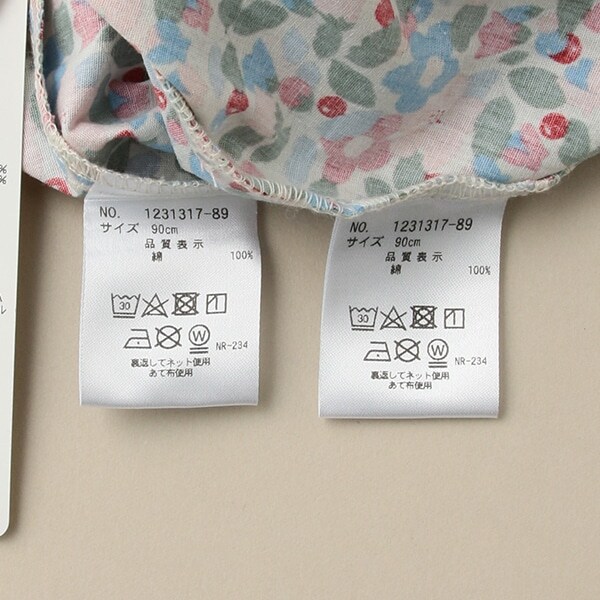 NO. 1231317-89
サイズ 90cm
品質表示
綿 100%
30
NR-234
裏返してネット使用
あて布使用
NO. 1231317-89
サイズ 90cm
品質表示
綿 100%
30
NR-234
裏返してネット使用
あて布使用
%
%